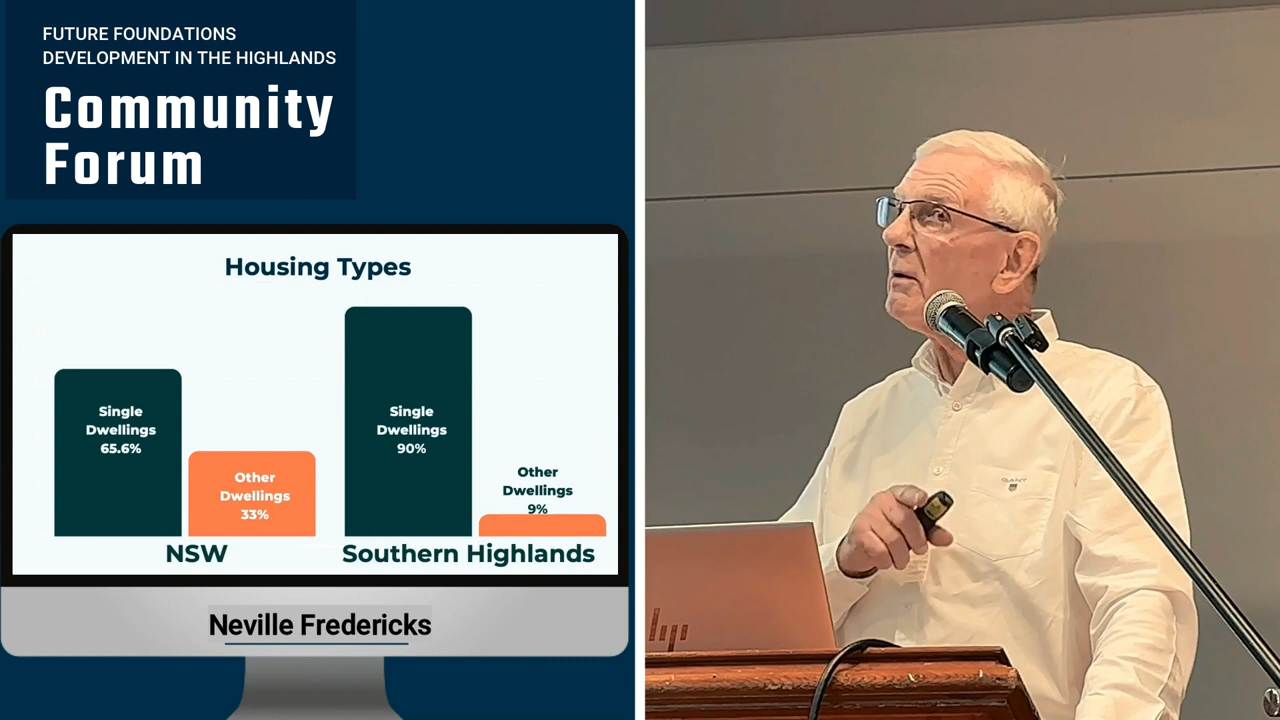 FUTURE FOUNDATIONS
DEVELOPMENT IN THE HIGHLANDS
Community
Forum
Housing Types
Single
Dwellings
65.6%
Other
Dwellings
33%
Single
Dwellings
90%
Other
Dwellings
9%
NSW
Southern Highlands
Neville Fredericks
GANT
hp